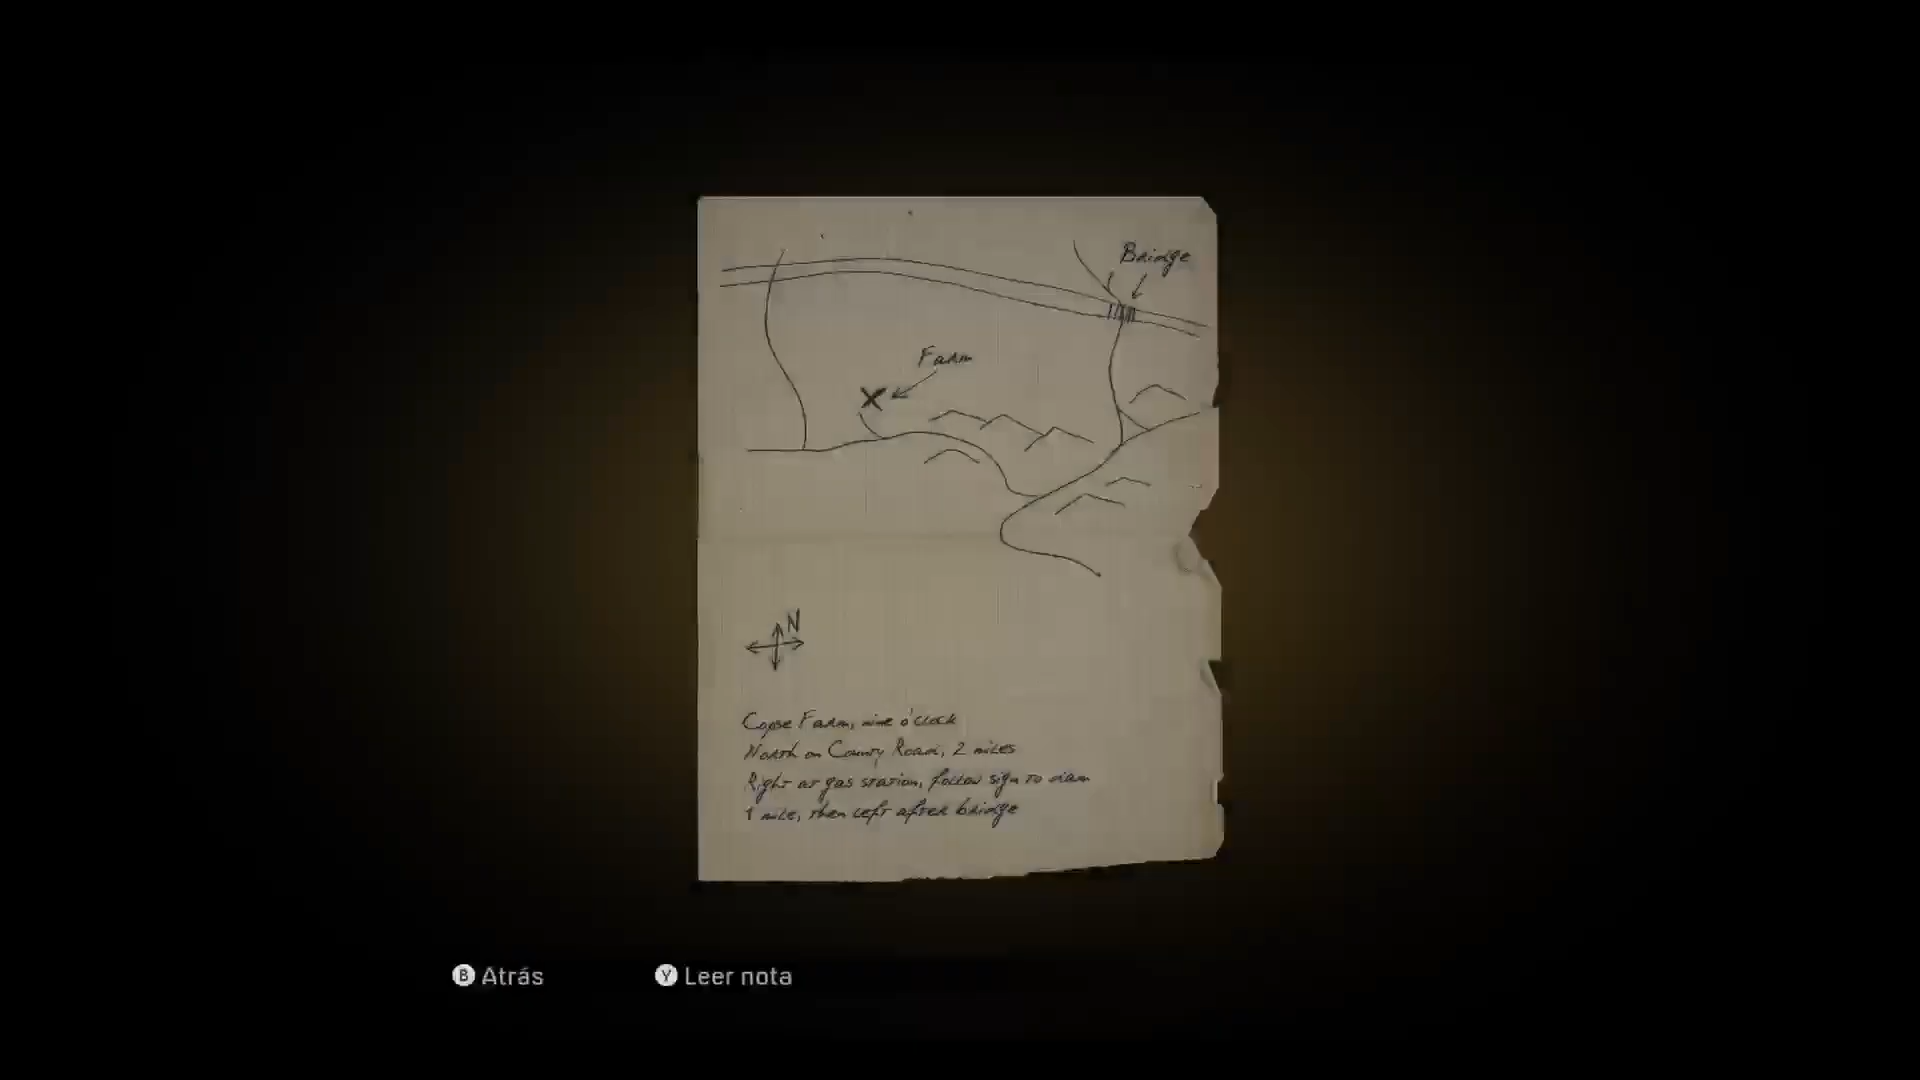 Bridge
Farm
N
Copse Farm, nine o'clock
North on County Road, 2 miles
Right at gas station, follow sign to dam
1 mile, then left after bridge
B Atrás
Y Leer nota